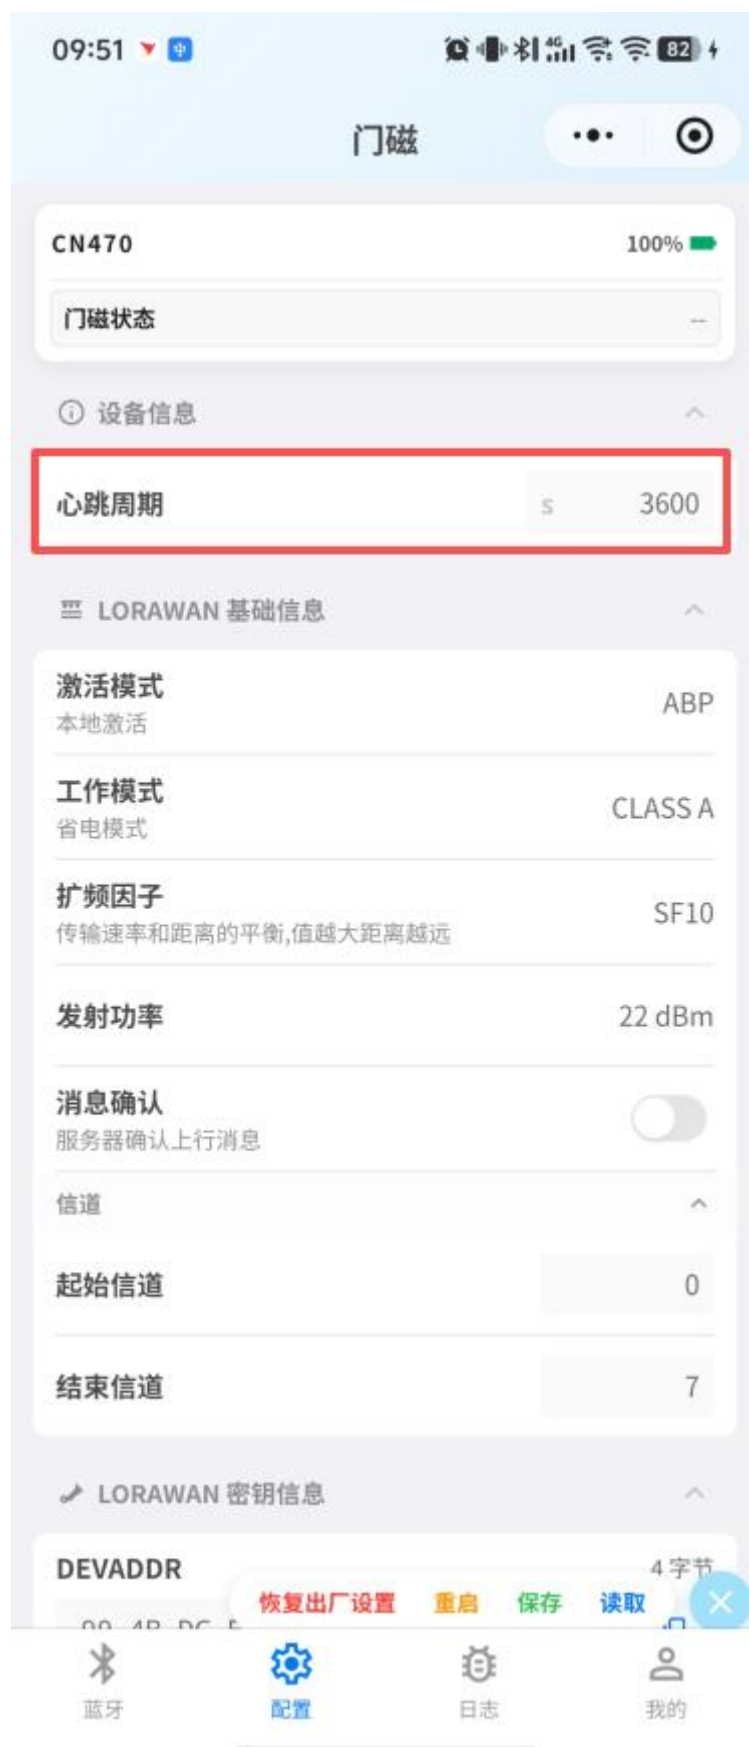 09:51
4G
82
门磁
CN470
100%
门磁状态
--
设备信息
心跳周期
s 3600
LORAWAN 基础信息
激活模式
ABP
本地激活
工作模式
CLASS A
省电模式
扩频因子
SF10
传输速率和距离的平衡,值越大距离越远
发射功率
22 dBm
消息确认
服务器确认上行消息
信道
起始信道
0
结束信道
7
LORAWAN 密钥信息
DEVADDR
4 字节
恢复出厂设置 重启 保存 读取
蓝牙 配置 日志 我的